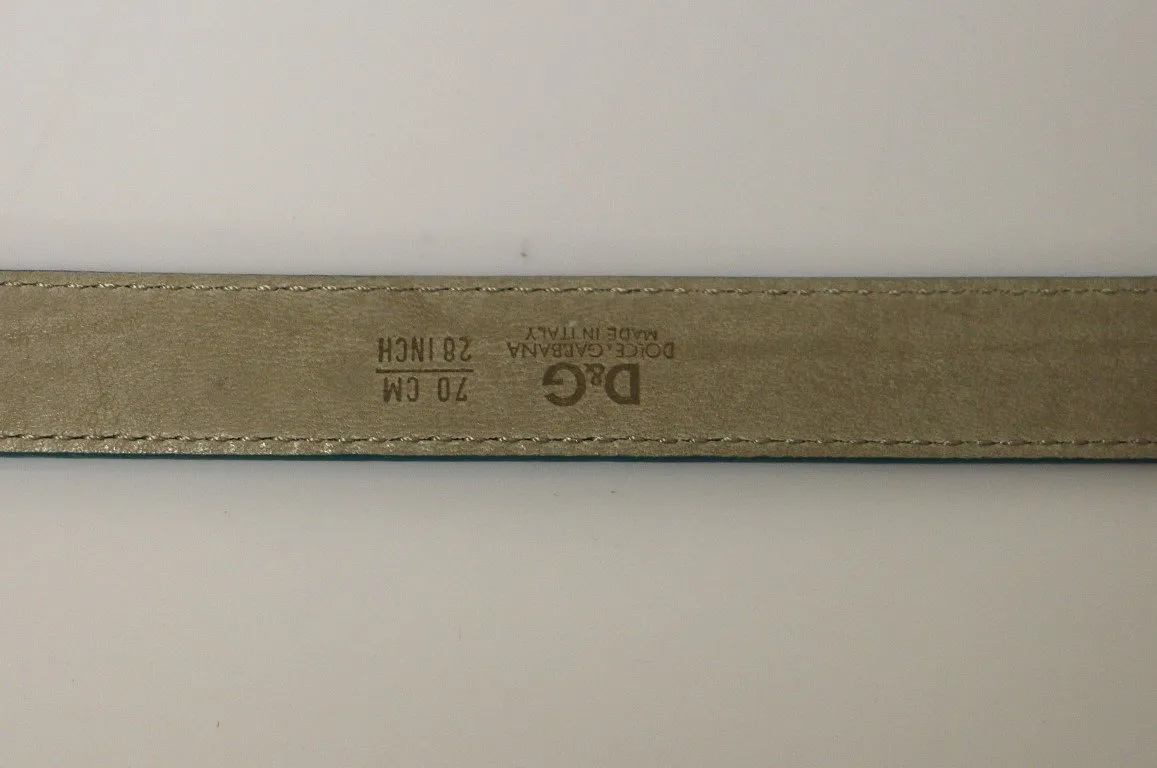 D&G
DOLCE & GABBANA
MADE IN ITALY
70 CM
28 INCH